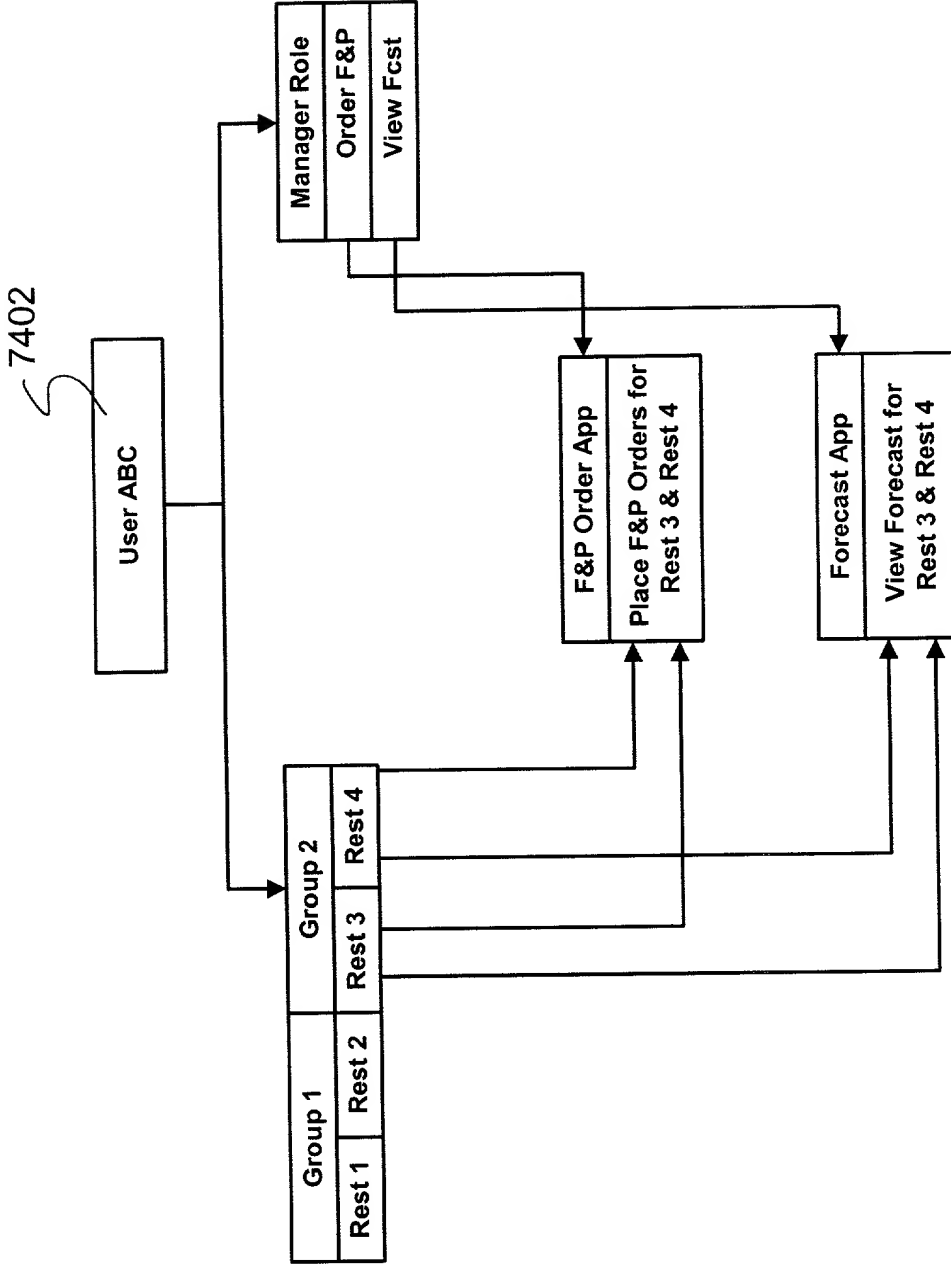 7402
User ABC
Group 1
Group 2
Rest 1
Rest 2
Rest 3
Rest 4
Manager Role
Order F&P
View Fcst
F&P Order App
Place F&P Orders for
Rest 3 & Rest 4
Forecast App
View Forecast for
Rest 3 & Rest 4